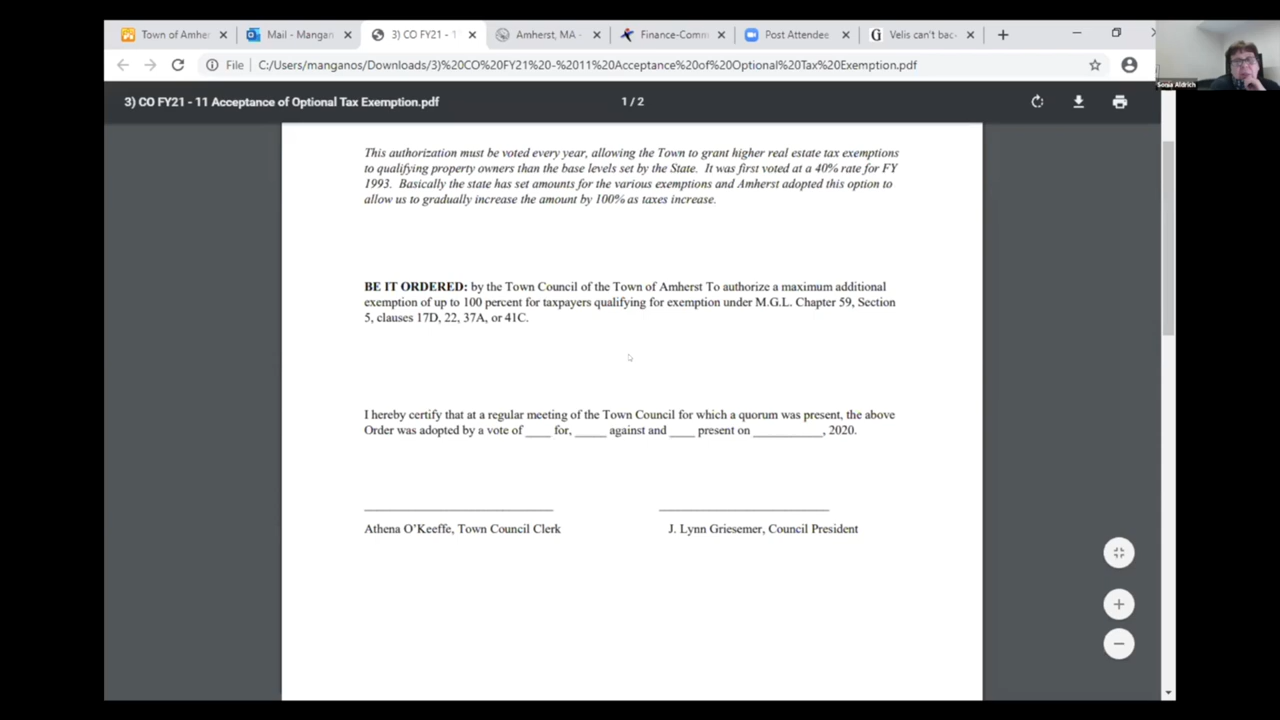 Town of Amhe
Mail - Mangan
3) CO FY21 - 1
Amherst, MA -
Finance-Comm
Post Attendee
G Velis can't bac
File C:/Users/manganos/Downloads/3)%20CO%20FY21%20-%2011%20Acceptance%20of%20Optional%20Tax%20Exemption.pdf
Sonia Aldrich
3) CO FY21 - 11 Acceptance of Optional Tax Exemption.pdf
1 / 2
This authorization must be voted every year, allowing the Town to grant higher real estate tax exemptions
to qualifying property owners than the base levels set by the State. It was first voted at a 40% rate for FY
1993. Basically the state has set amounts for the various exemptions and Amherst adopted this option to
allow us to gradually increase the amount by 100% as taxes increase.
BE IT ORDERED: by the Town Council of the Town of Amherst To authorize a maximum additional
exemption of up to 100 percent for taxpayers qualifying for exemption under M.G.L. Chapter 59, Section
5, clauses 17D, 22, 37A, or 41C.
I hereby certify that at a regular meeting of the Town Council for which a quorum was present, the above
Order was adopted by a vote of ____ for, _____ against and ____ present on ___________, 2020.
Athena O'Keeffe, Town Council Clerk
J. Lynn Griesemer, Council President